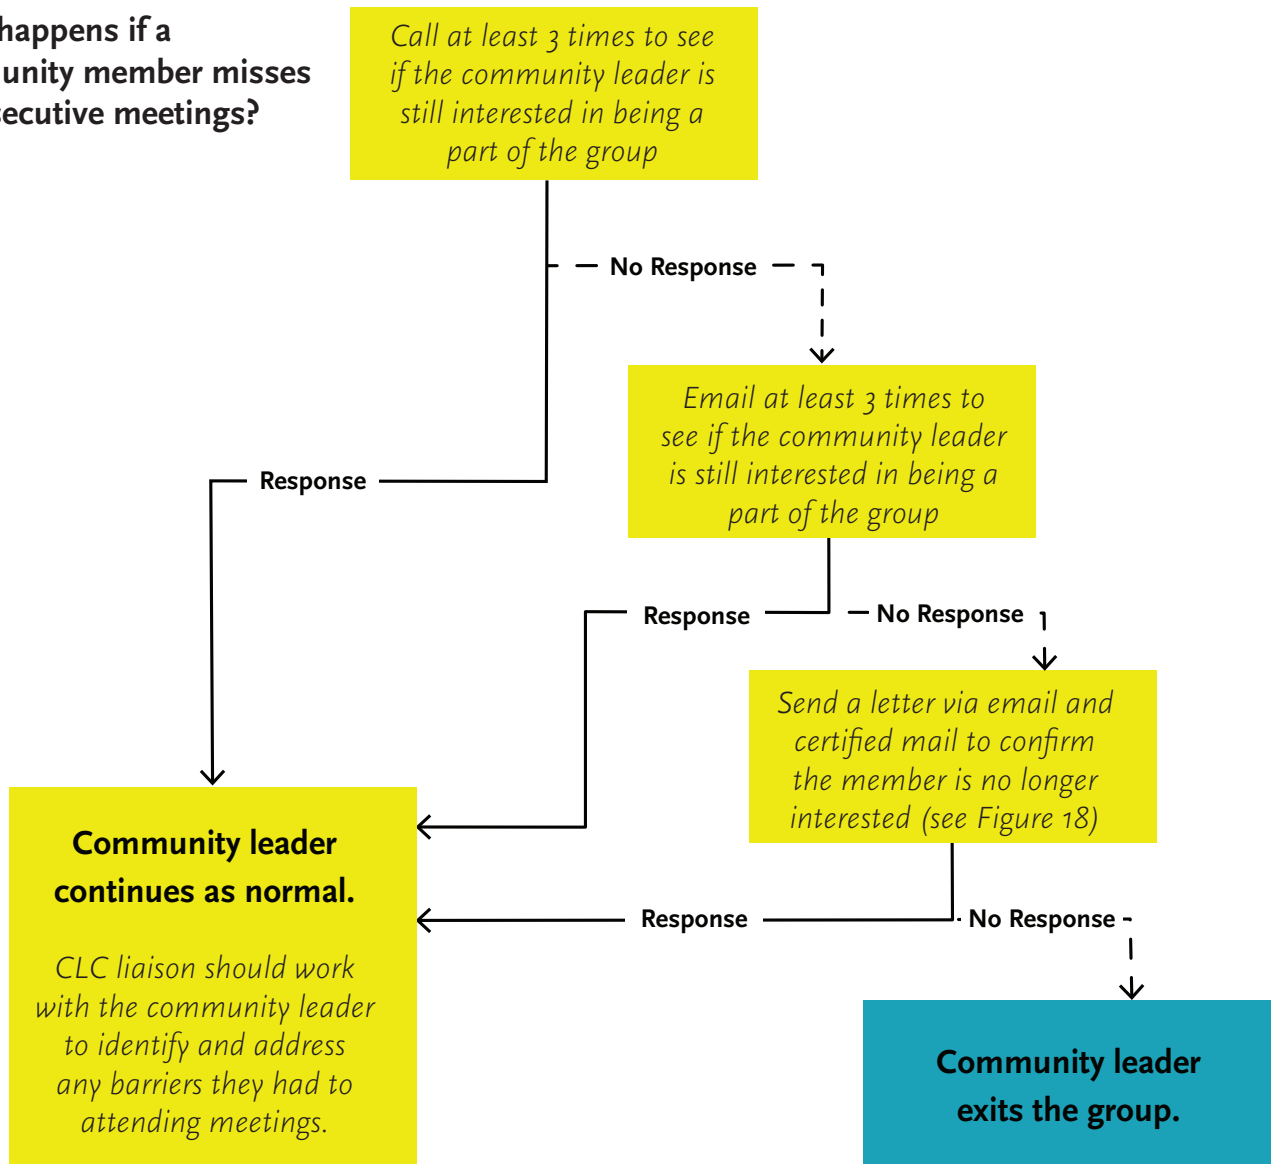 happens if a
unity member misses
secutive meetings?
Call at least 3 times to see
if the community leader is
still interested in being a
part of the group
No Response
Email at least 3 times to
see if the community leader
is still interested in being a
part of the group
Response
Response
No Response
Send a letter via email and
certified mail to confirm
the member is no longer
interested (see Figure 18)
Community leader
continues as normal.
CLC liaison should work
with the community leader
to identify and address
any barriers they had to
attending meetings.
Response
No Response
Community leader
exits the group.